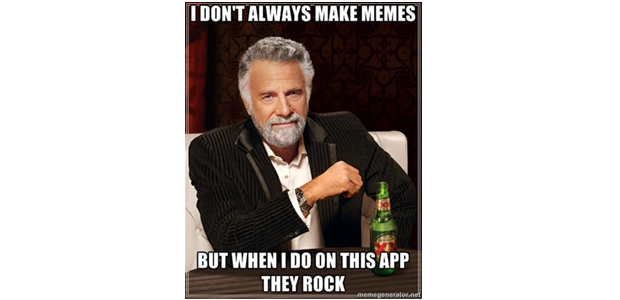 I DON'T ALWAYS MAKE MEMES
BUT WHEN I DO ON THIS APP
THEY ROCK
memegenerator.net